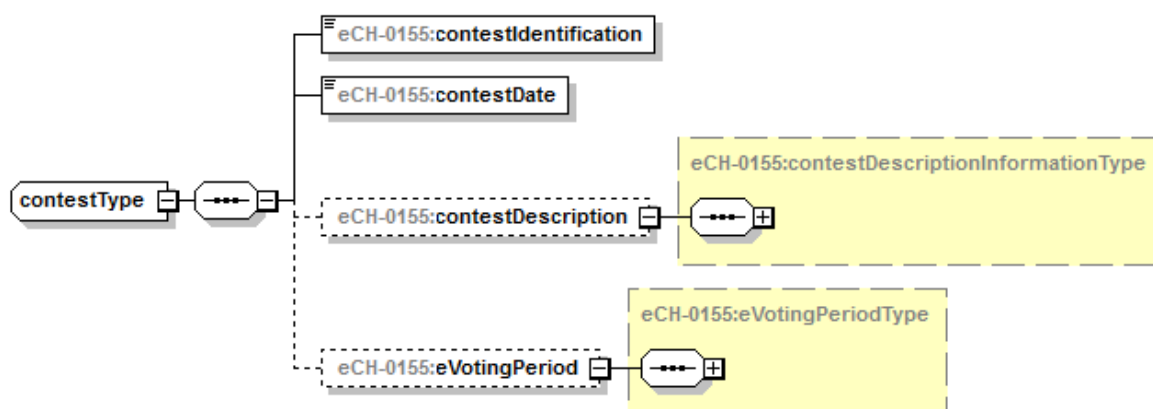 eCH-0155:contestIdentification
eCH-0155:contestDate
eCH-0155:contestDescriptionInformationType
contestType
eCH-0155:contestDescription
eCH-0155:eVotingPeriodType
eCH-0155:eVotingPeriod